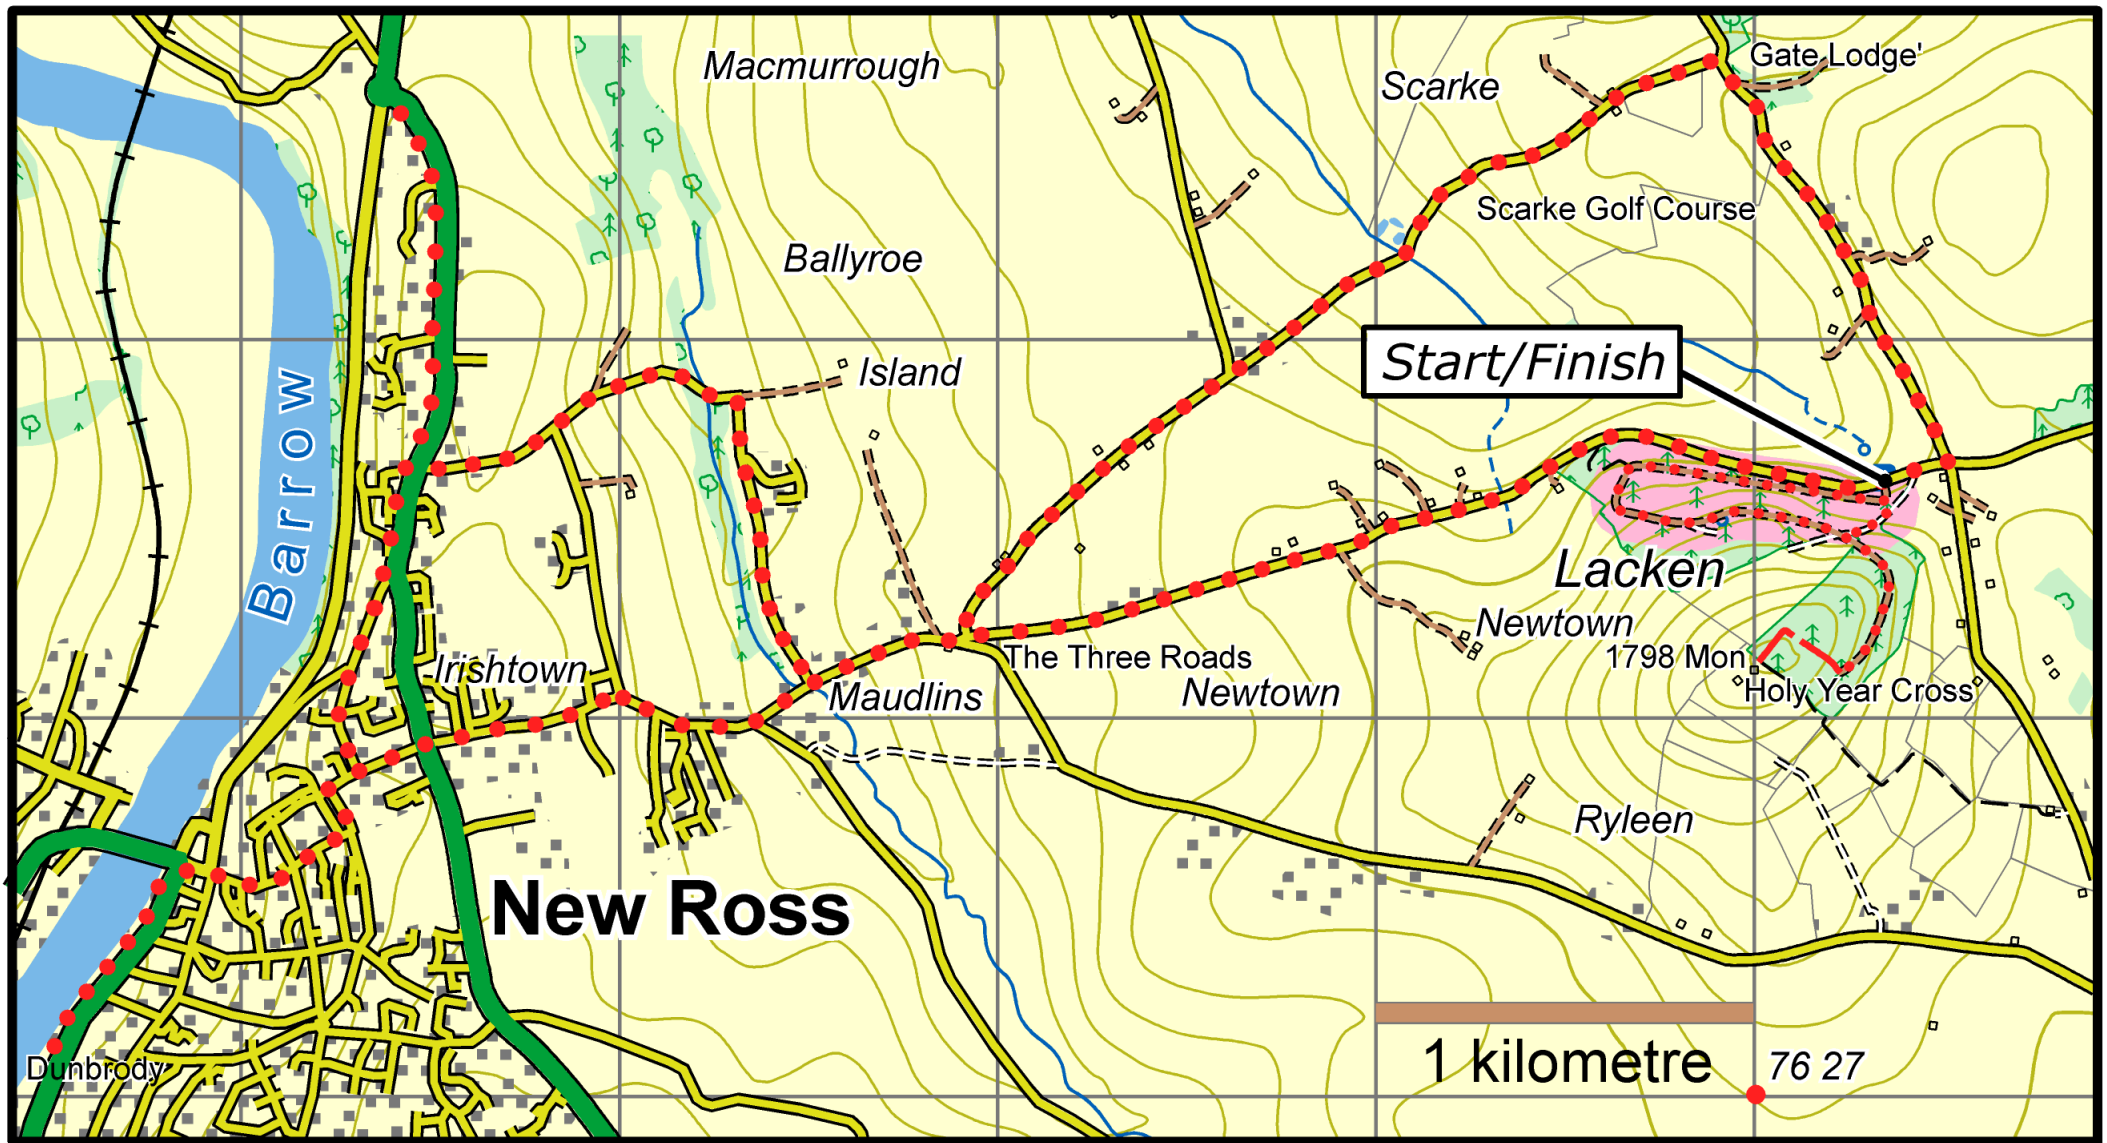 Macmurrough
Scarke
Gate Lodge'
Scarke Golf Course
Ballyroe
Start/Finish
Island
Barrow
Lacken
Newtown
1798 Mon
The Three Roads
Irishtown
Maudlins
Newtown
Holy Year Cross
Ryleen
New Ross
1 kilometre
76 27
Dunbrody